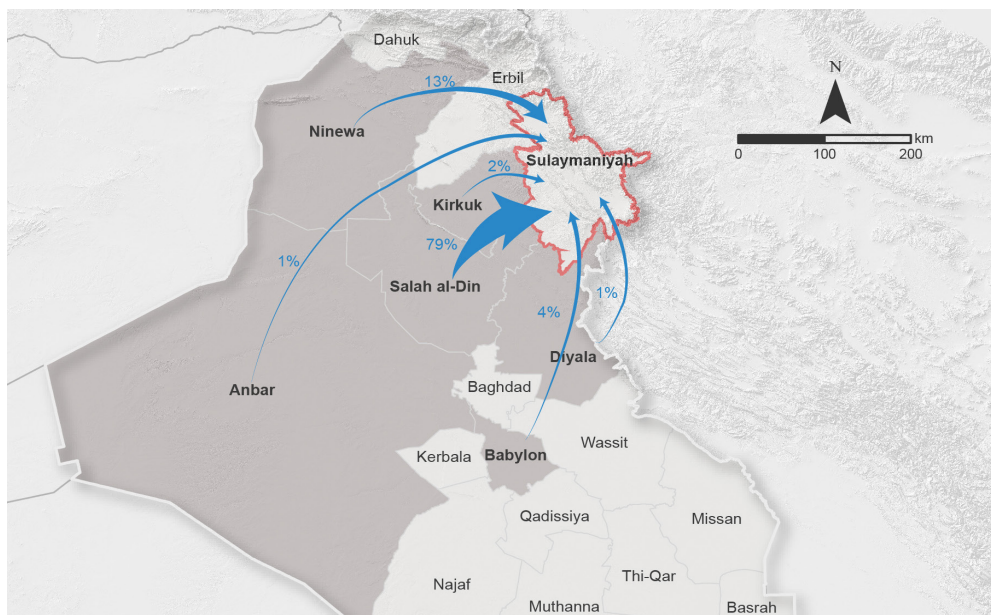 Dahuk
N
Erbil
13%
Ninewa
km
0 100 200
Sulaymaniyah
2%
Kirkuk
79%
1%
Salah al-Din
1%
4%
Diyala
Anbar
Baghdad
Wassit
Kerbala
Babylon
Qadissiya
Missan
Thi-Qar
Najaf
Muthanna
Basrah